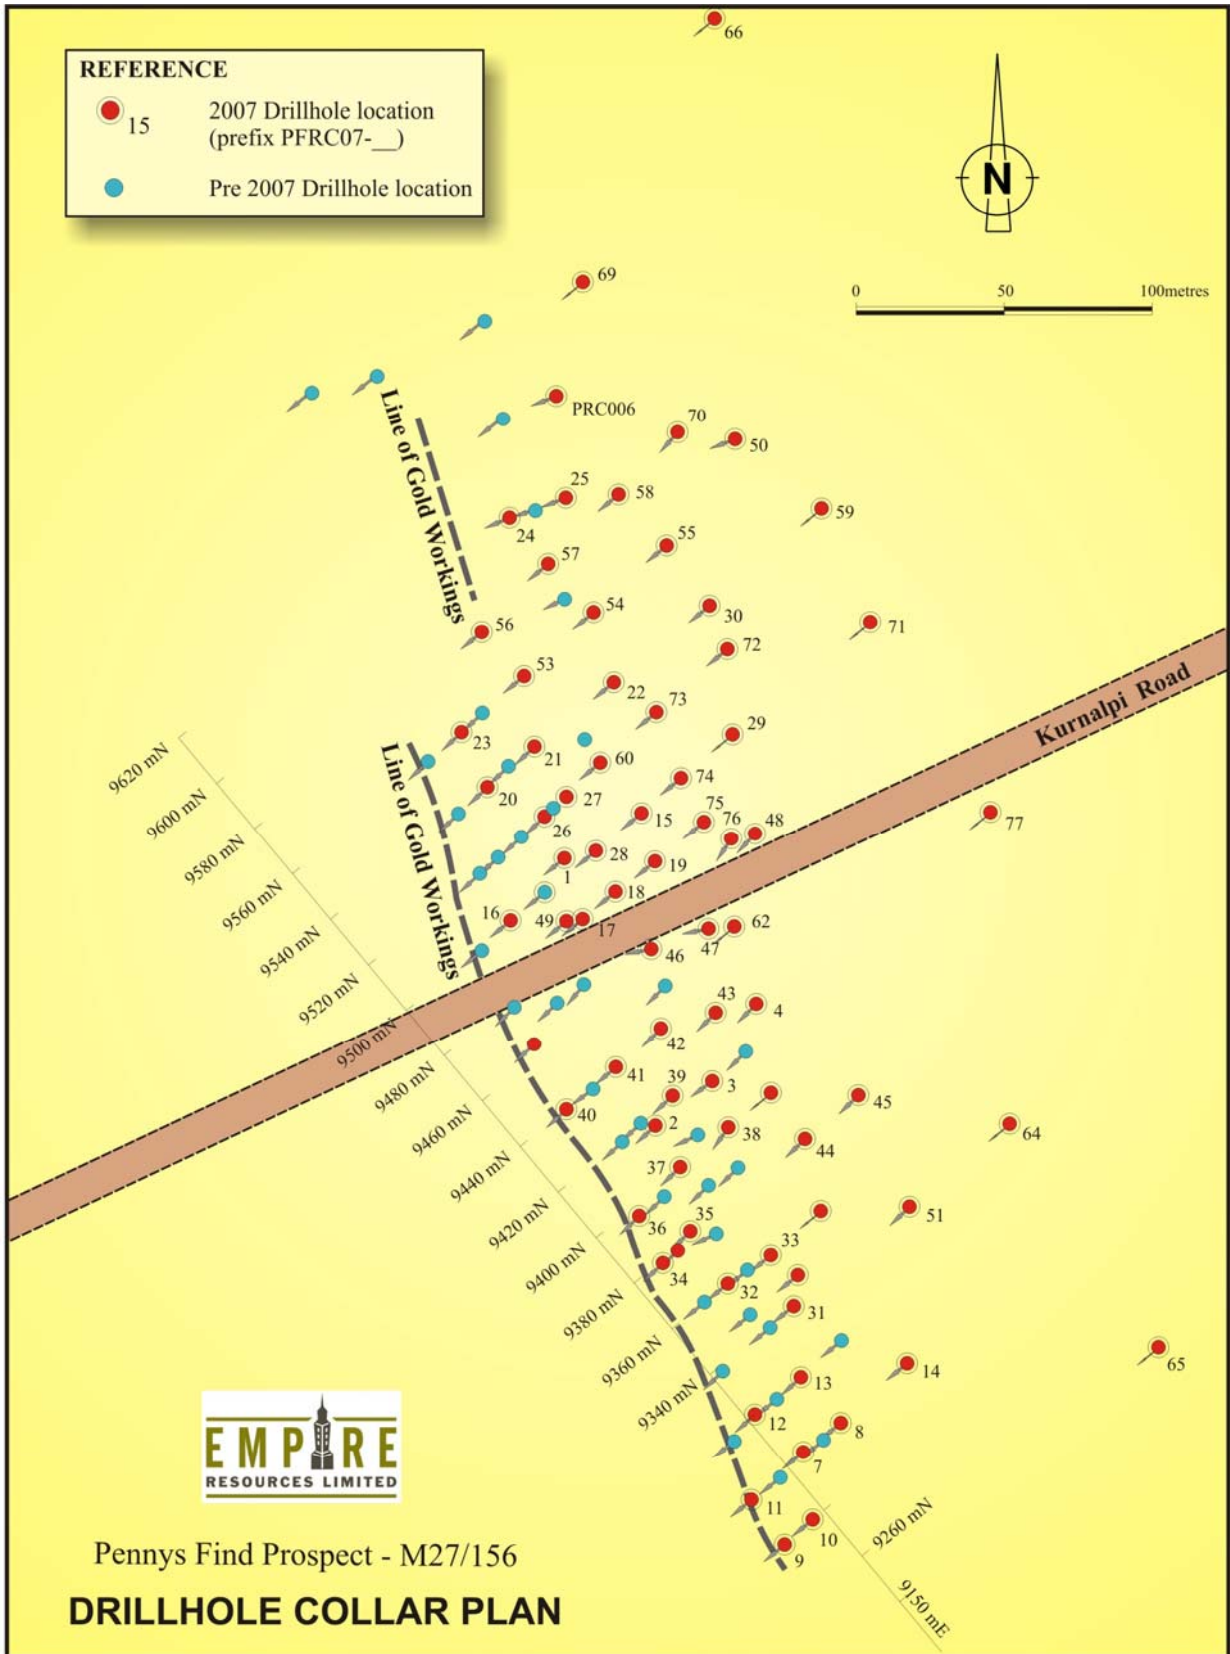 66
REFERENCE
15
2007 Drillhole location
(prefix PFRC07-__)
Pre 2007 Drillhole location
N
69
0 50 100metres
PRC006
70
50
Line of Gold Workings
25
58
59
24
55
57
54
30
71
56
72
53
22
73
29
Kurnalpi Road
23
21
60
Line of Gold Workings
20
27
74
26
15
75
76
48
77
28
1
19
18
16
49
17
62
47
46
9620 mN
9600 mN
9580 mN
9560 mN
9540 mN
9520 mN
9500 mN
9480 mN
9460 mN
9440 mN
9420 mN
9400 mN
9380 mN
9360 mN
9340 mN
9260 mN
9150 mE
43
4
42
41
39
3
45
40
2
38
64
44
37
36
35
51
33
34
32
31
65
14
13
12
8
7
11
10
9
EMPIRE
RESOURCES LIMITED
Pennys Find Prospect - M27/156
DRILLHOLE COLLAR PLAN